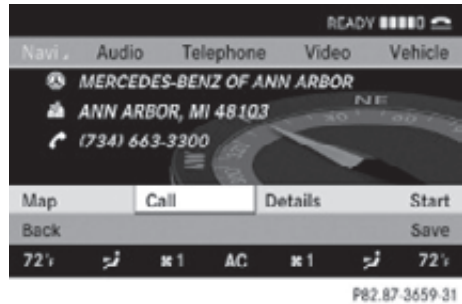 READY
Navi Audio Telephone Video Vehicle
MERCEDES-BENZ OF ANN ARBOR
ANN ARBOR, MI 48103
(734) 663-3300
NE
Map Call Details Start
Back Save
72°F 1 AC 1 72°F
P82.87-3659-31